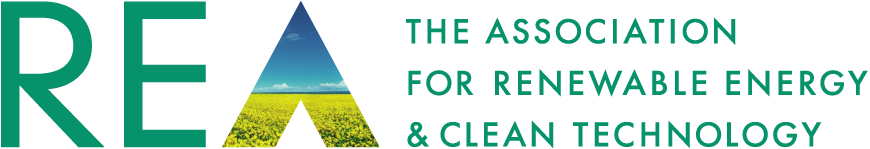 REA
THE ASSOCIATION
FOR RENEWABLE ENERGY
& CLEAN TECHNOLOGY